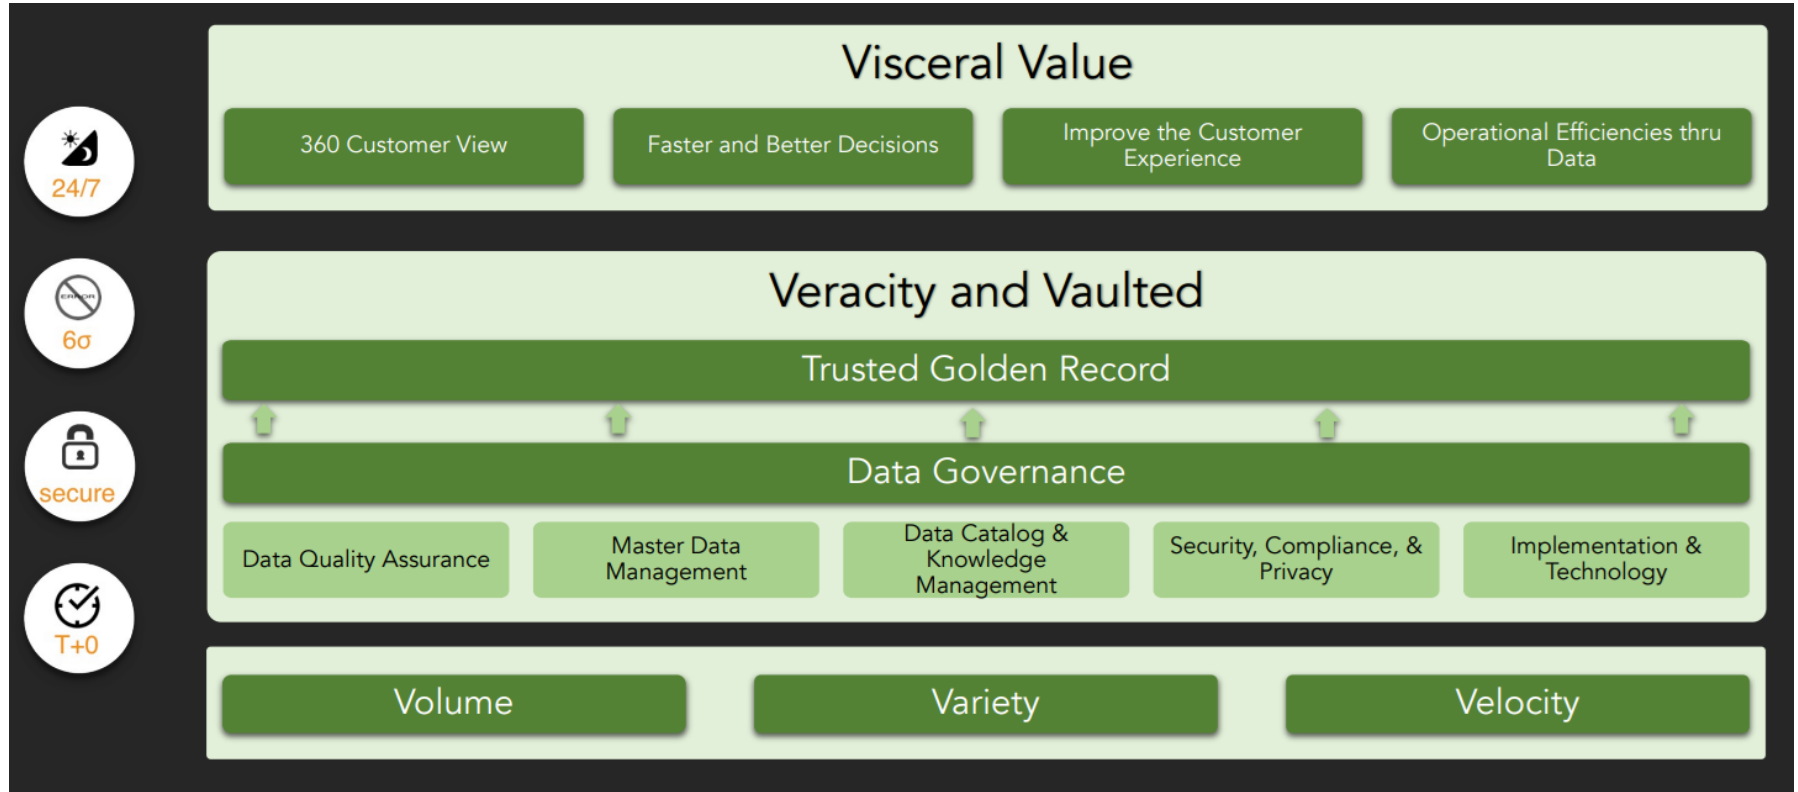 Visceral Value
360 Customer View
Faster and Better Decisions
Improve the Customer
Experience
Operational Efficiencies thru
Data
24/7
Veracity and Vaulted
ERROR
6σ
Trusted Golden Record
Data Governance
secure
Data Quality Assurance
Master Data
Management
Data Catalog &
Knowledge
Management
Security, Compliance, &
Privacy
Implementation &
Technology
T+0
Volume
Variety
Velocity